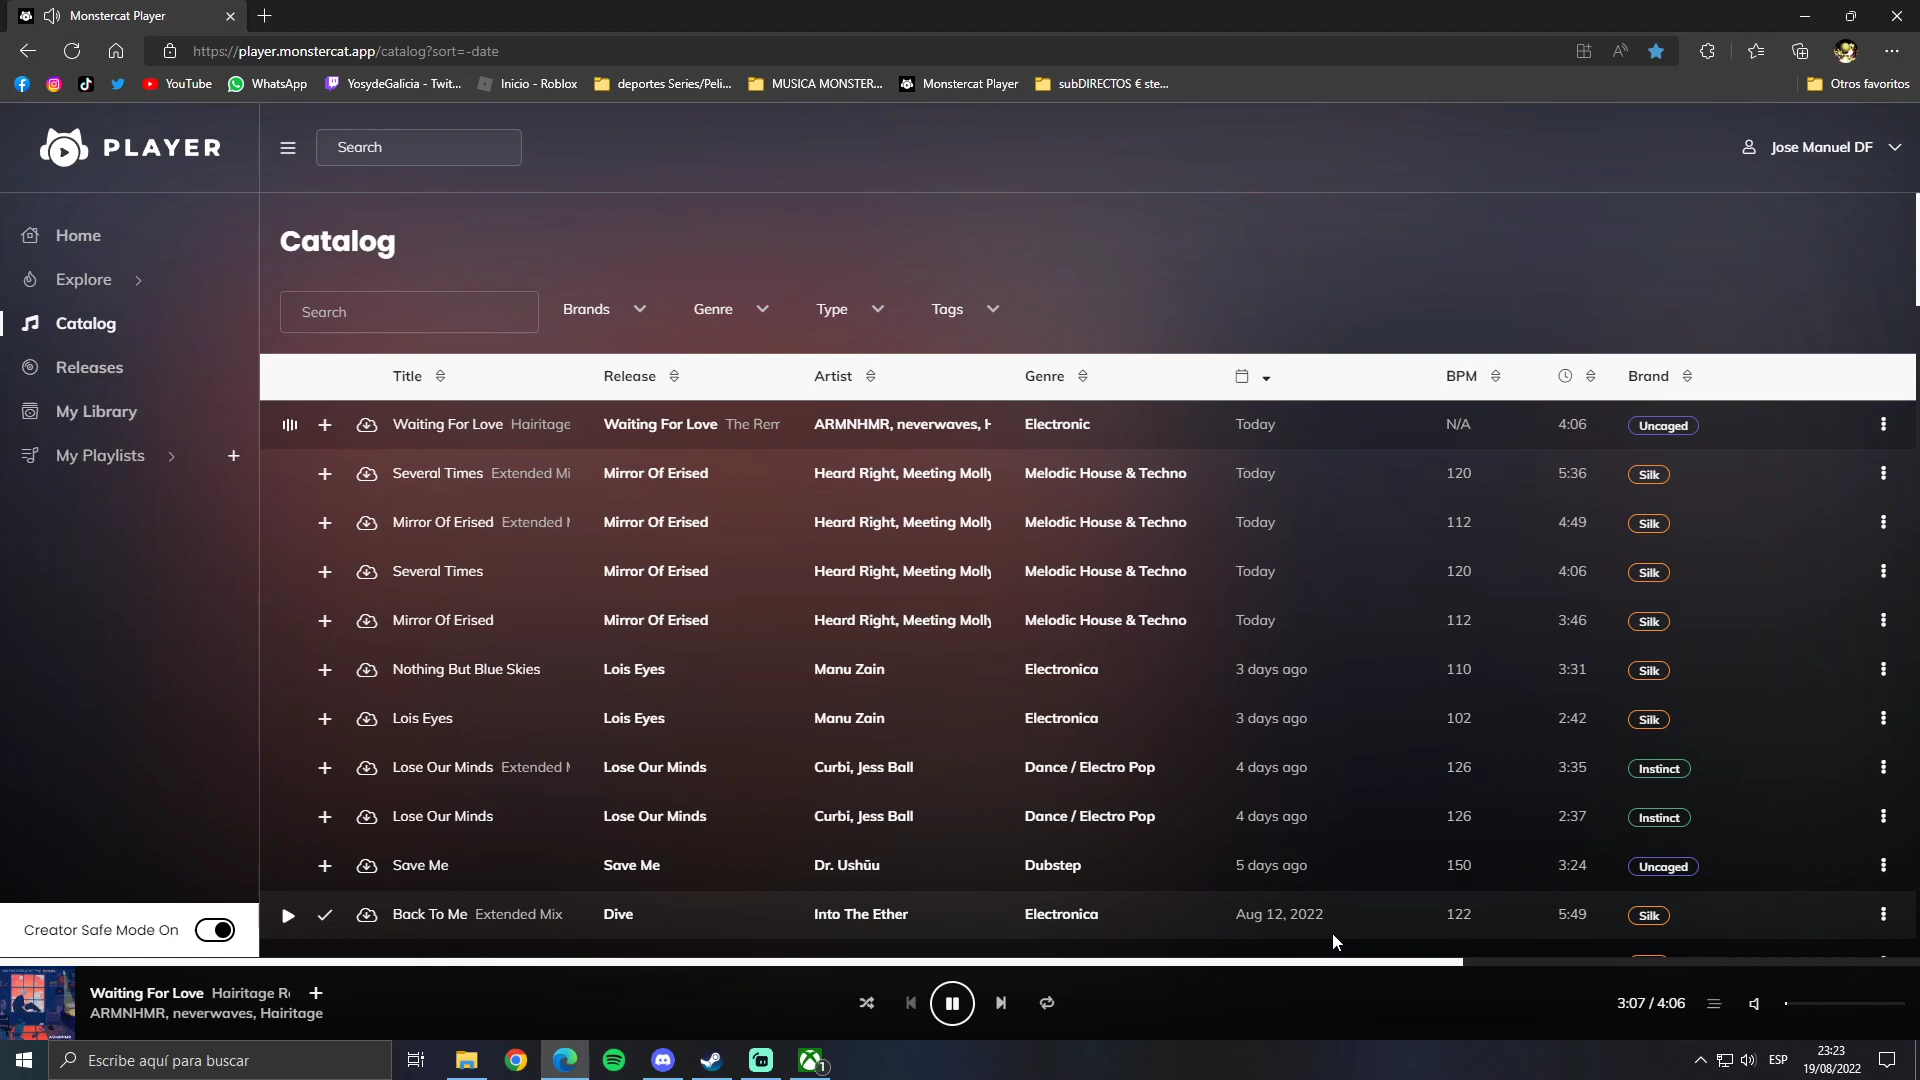 Monstercat Player
https://player.monstercat.app/catalog?sort=-date
YouTube
WhatsApp
YosydeGalicia - Twit...
Inicio - Roblox
deportes Series/Peli...
MUSICA MONSTER...
Monstercat Player
subDIRECTOS € ste...
Otros favoritos
PLAYER
Search
Jose Manuel DF
Home
Explore
Catalog
Releases
My Library
My Playlists
Catalog
Search
Brands
Genre
Type
Tags
Title Release Artist Genre BPM Brand
Waiting For Love Hairitage Waiting For Love The Rem ARMNHMR, neverwaves, H Electronic Today N/A 4:06 Uncaged
Several Times Extended Mi Mirror Of Erised Heard Right, Meeting Molly Melodic House & Techno Today 120 5:36 Silk
Mirror Of Erised Extended M Mirror Of Erised Heard Right, Meeting Molly Melodic House & Techno Today 112 4:49 Silk
Several Times Mirror Of Erised Heard Right, Meeting Molly Melodic House & Techno Today 120 4:06 Silk
Mirror Of Erised Mirror Of Erised Heard Right, Meeting Molly Melodic House & Techno Today 112 3:46 Silk
Nothing But Blue Skies Lois Eyes Manu Zain Electronica 3 days ago 110 3:31 Silk
Lois Eyes Lois Eyes Manu Zain Electronica 3 days ago 102 2:42 Silk
Lose Our Minds Extended M Lose Our Minds Curbi, Jess Ball Dance / Electro Pop 4 days ago 126 3:35 Instinct
Lose Our Minds Lose Our Minds Curbi, Jess Ball Dance / Electro Pop 4 days ago 126 2:37 Instinct
Save Me Save Me Dr. Ushūu Dubstep 5 days ago 150 3:24 Uncaged
Back To Me Extended Mix Dive Into The Ether Electronica Aug 12, 2022 122 5:49 Silk
Creator Safe Mode On
Waiting For Love Hairitage Re
ARMNHMR, neverwaves, Hairitage
3:07 / 4:06
Escribe aquí para buscar
1
ESP
23:23
19/08/2022